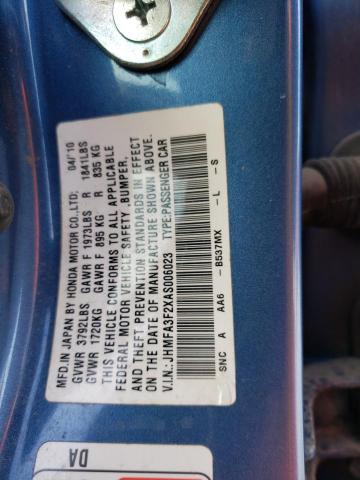 MFD.IN JAPAN BY HONDA MOTOR CO.,LTD; 04/10
GVWR 3792LBS GAWR F 1973LBS R 1841LBS
GVWR 1720KG GAWR F 895 KG R 835 KG
THIS VEHICLE CONFORMS TO ALL APPLICABLE
FEDERAL MOTOR VEHICLE SAFETY ,BUMPER,
AND THEFT PREVENTION STANDARDS IN EFFECT
ON THE DATE OF MANUFACTURE SHOWN ABOVE.
V.I.N.: JHMFA3F2XAS006023 TYPE:PASSENGER CAR
SNC A AA6 -B537MX -L -S
DA